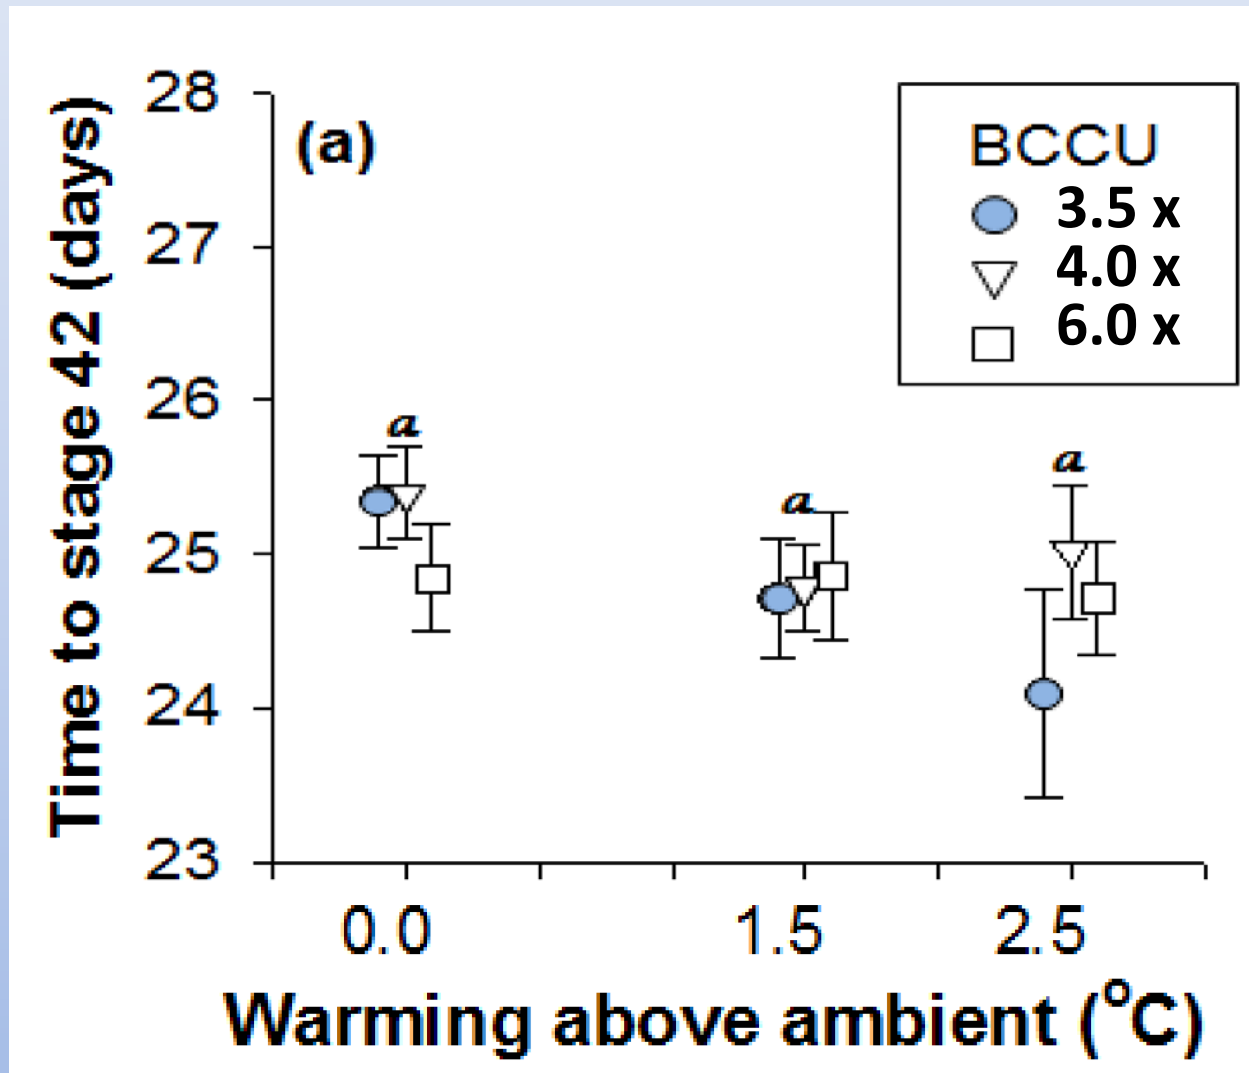 (a)
BCCU
3.5 x
4.0 x
6.0 x
Time to stage 42 (days)
28
27
26
25
24
23
a
a
a
0.0 1.5 2.5
Warming above ambient (°C)